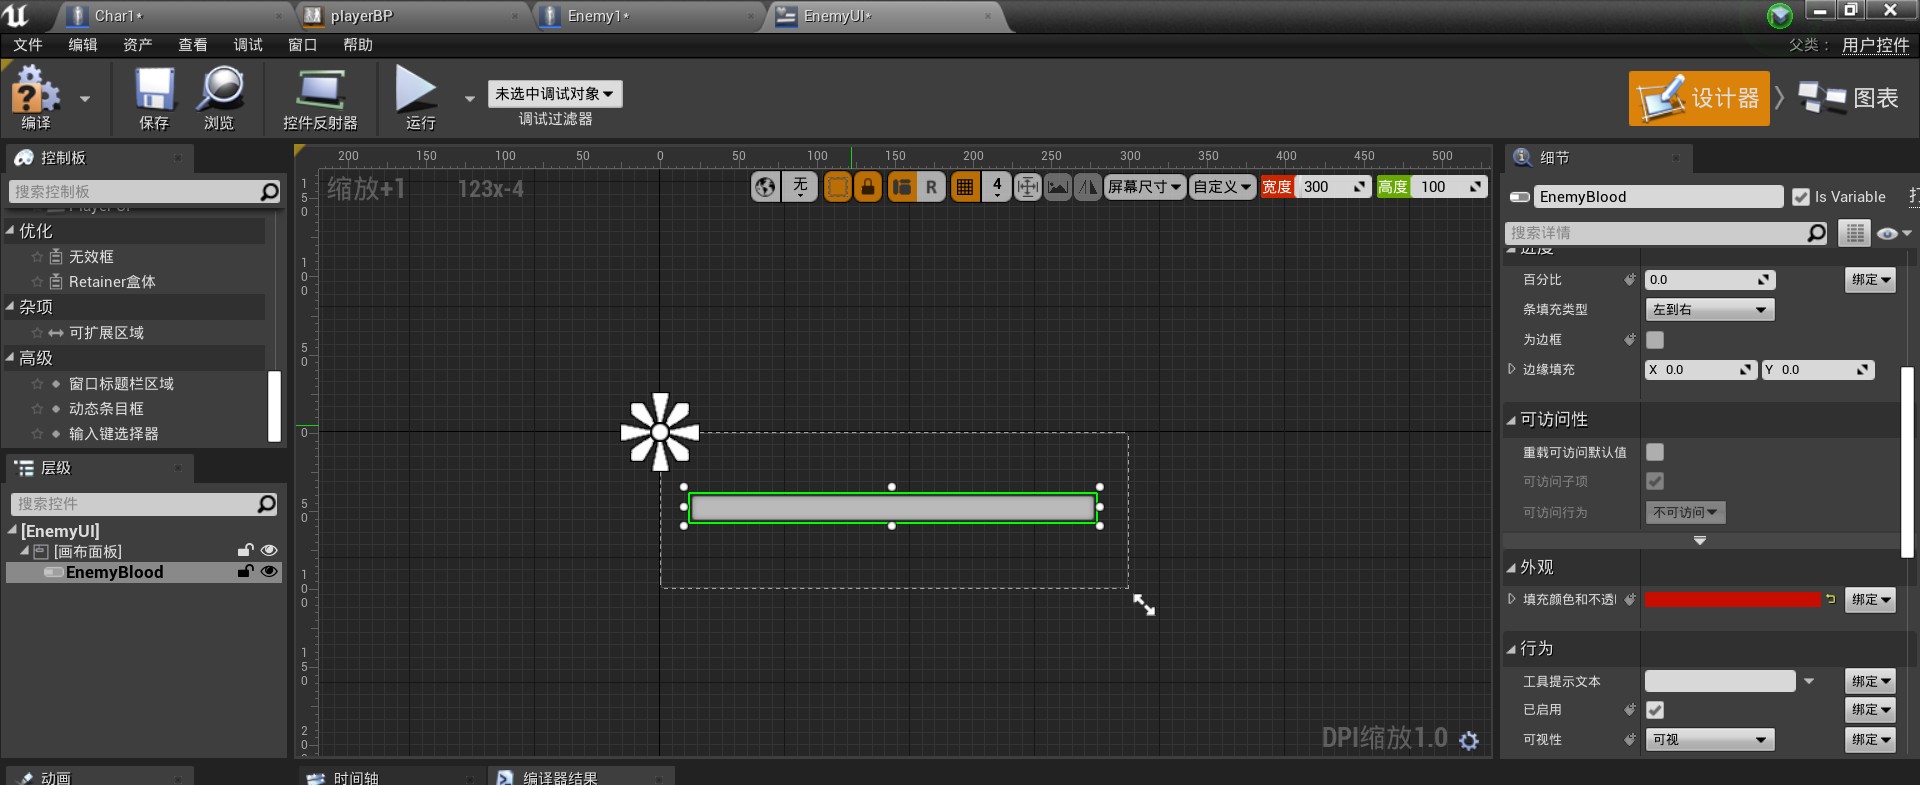 Char1*
playerBP
Enemy1*
EnemyUI*
文件 编辑 资产 查看 调试 窗口 帮助
父类： 用户控件
编译
保存
浏览
控件反射器
运行
未选中调试对象
调试过滤器
设计器
图表
控制板
搜索控制板
优化
无效框
Retainer盒体
杂项
可扩展区域
高级
窗口标题栏区域
动态条目框
输入键选择器
层级
搜索控件
[EnemyUI]
[画布面板]
EnemyBlood
动画
200 150 100 50 0 50 100 150 200 250 300 350 400 450 500
缩放+1
123x-4
无
R
4
屏幕尺寸
自定义
宽度 300
高度 100
150
100
50
0
50
100
150
20
DPI缩放1.0
时间轴
编译器结果
细节
EnemyBlood
Is Variable
搜索详情
进度
百分比 0.0 绑定
条填充类型 左到右
为边框
边缘填充 X 0.0 Y 0.0
可访问性
重载可访问默认值
可访问子项
可访问行为 不可访问
外观
填充颜色和不透 绑定
行为
工具提示文本 绑定
已启用 绑定
可视性 可视 绑定